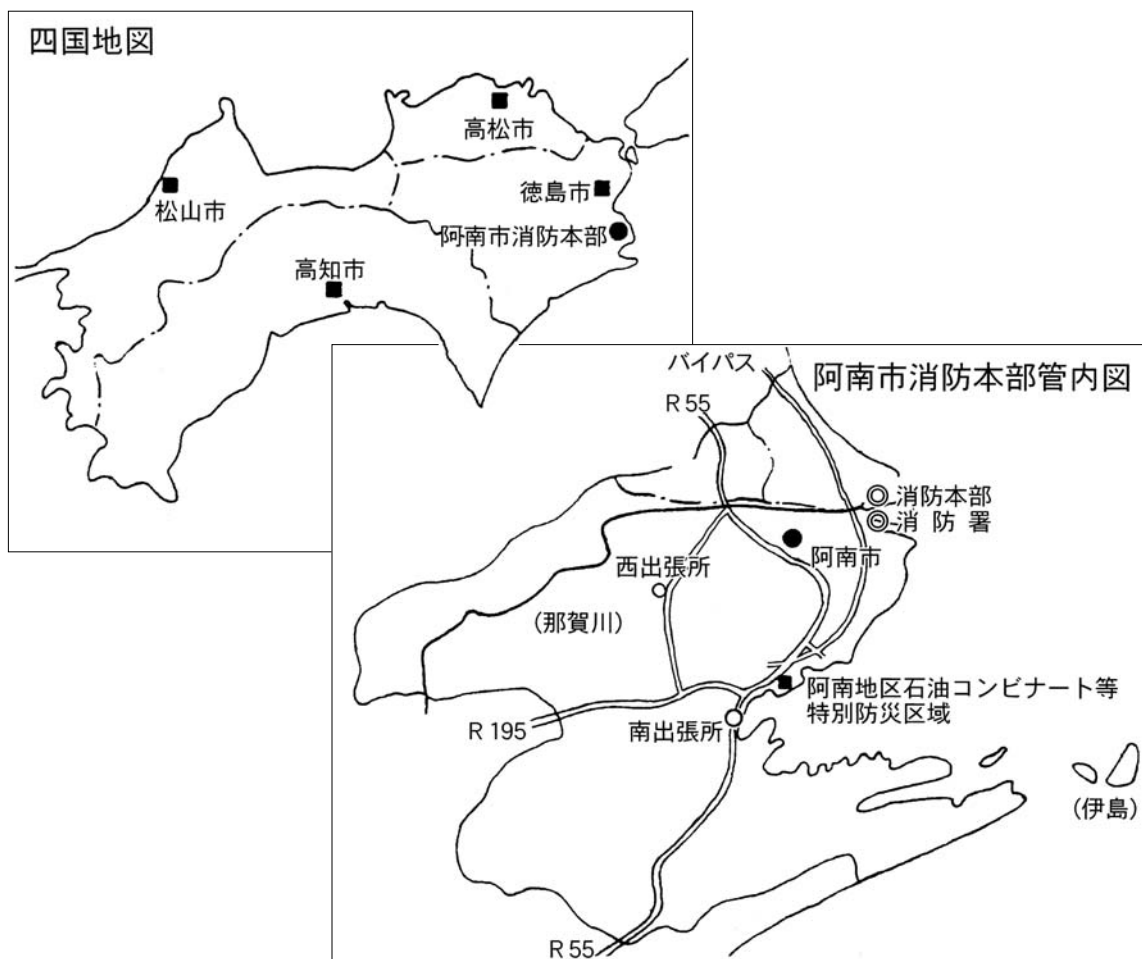 四国地図
高松市
徳島市
松山市
阿南市消防本部
高知市
バイパス
阿南市消防本部管内図
R 55
消防本部
消防署
阿南市
西出張所
(那賀川)
阿南地区石油コンビナート等
特別防災区域
R 195
南出張所
(伊島)
R 55